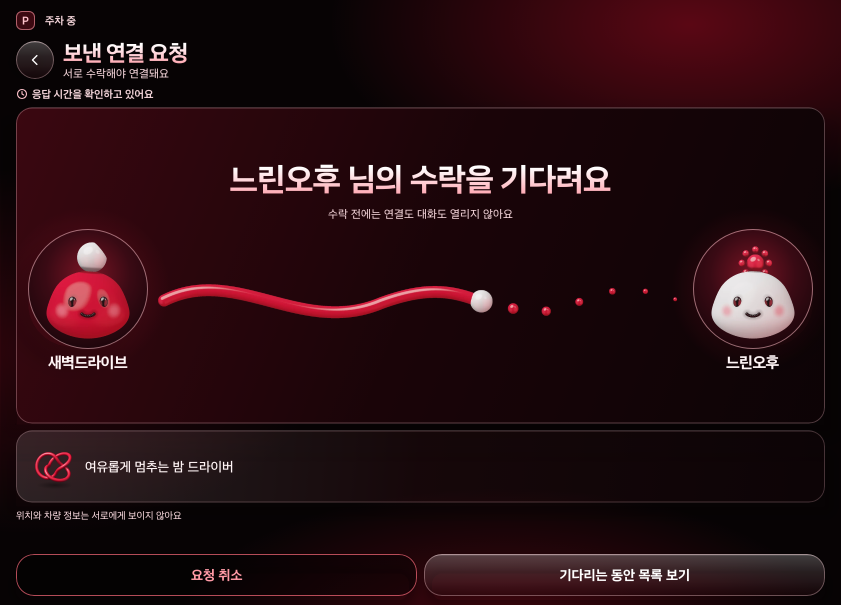 P 주차 중
보낸 연결 요청
서로 수락해야 연결돼요
응답 시간을 확인하고 있어요
느린오후 님의 수락을 기다려요
수락 전에는 연결도 대화도 열리지 않아요
새벽드라이브
느린오후
여유롭게 멈추는 밤 드라이버
위치와 차량 정보는 서로에게 보이지 않아요
요청 취소
기다리는 동안 목록 보기